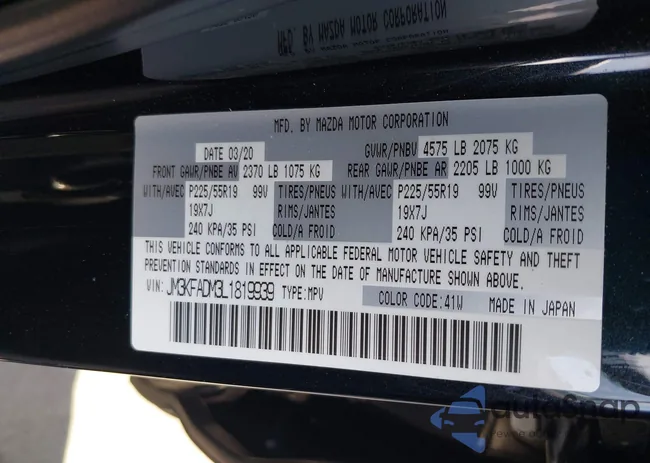 MFD. BY MAZDA MOTOR CORPORATION
DATE 03/20 GVWR/PNBV 4575 LB 2075 KG
FRONT GAWR/PNBE AV 2370 LB 1075 KG REAR GAWR/PNBE AR 2205 LB 1000 KG
WITH/AVEC P225/55R19 99V TIRES/PNEUS WITH/AVEC P225/55R19 99V TIRES/PNEUS
19X7J RIMS/JANTES 19X7J RIMS/JANTES
240 KPA/35 PSI COLD/A FROID 240 KPA/35 PSI COLD/A FROID
THIS VEHICLE CONFORMS TO ALL APPLICABLE FEDERAL MOTOR VEHICLE SAFETY AND THEFT
PREVENTION STANDARDS IN EFFECT ON THE DATE OF MANUFACTURE SHOWN ABOVE.
VIN: JM3KFADM3L1819939 TYPE:MPV COLOR CODE:41W MADE IN JAPAN
autoSnap